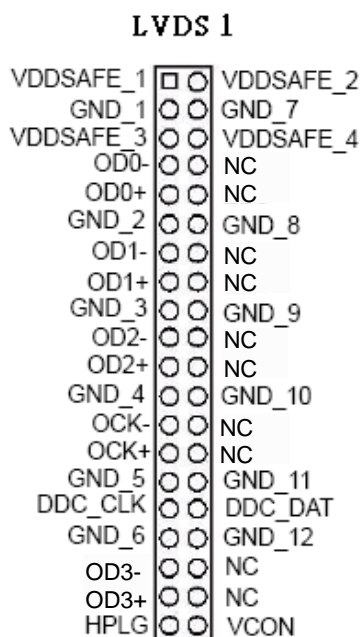 LVDS 1
VDDSAFE_1 VDDSAFE_2
GND_1 GND_7
VDDSAFE_3 VDDSAFE_4
OD0- NC
OD0+ NC
GND_2 GND_8
OD1- NC
OD1+ NC
GND_3 GND_9
OD2- NC
OD2+ NC
GND_4 GND_10
OCK- NC
OCK+ NC
GND_5 GND_11
DDC_CLK DDC_DAT
GND_6 GND_12
OD3- NC
OD3+ NC
HPLG VCON